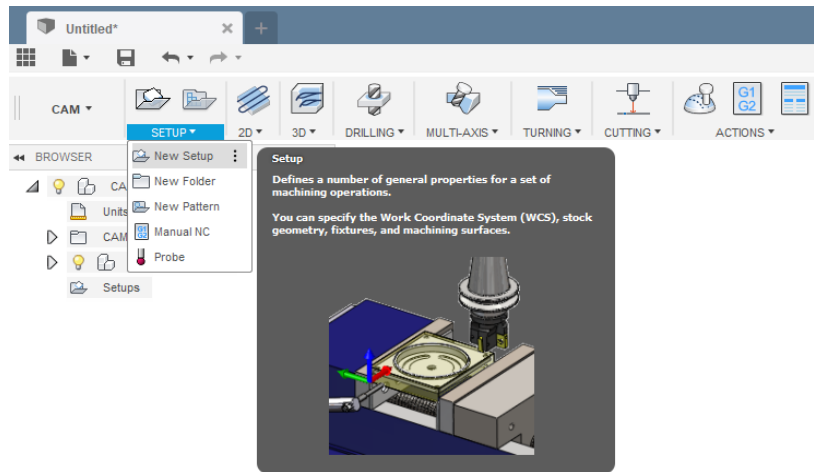 Untitled*
CAM
SETUP
2D
3D
DRILLING
MULTI-AXIS
TURNING
CUTTING
G1
G2
ACTIONS
BROWSER
New Setup
New Folder
New Pattern
G1
G2
Manual NC
Probe
CA
Units
CAM
Setups
Setup
Defines a number of general properties for a set of
machining operations.
You can specify the Work Coordinate System (WCS), stock
geometry, fixtures, and machining surfaces.